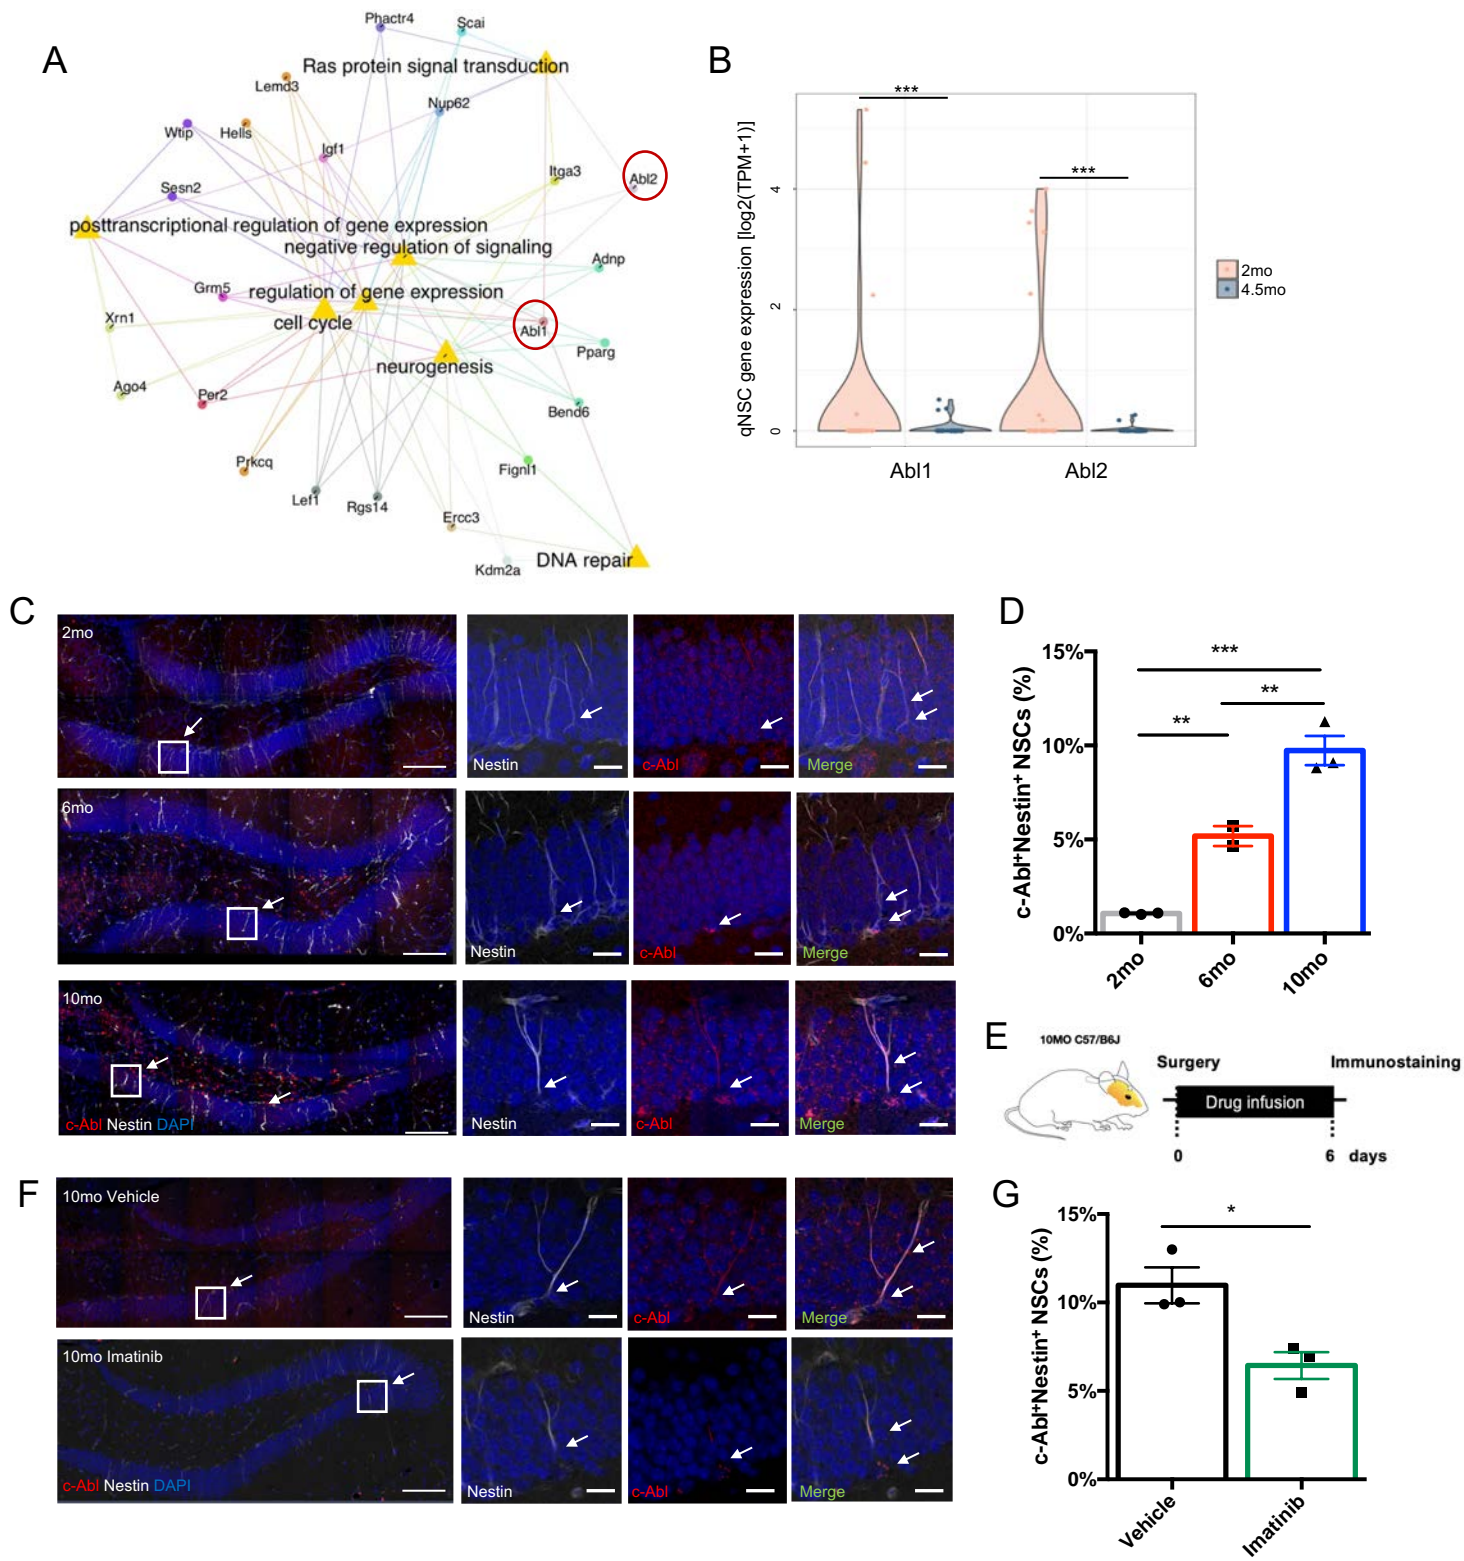 A
Phactr4
Scai
Ras protein signal transduction
Lemd3
Nup62
Wtip
Hells
Igf1
Itga3
Abl2
Sesn2
posttranscriptional regulation of gene expression
negative regulation of signaling
Adnp
Grm5
regulation of gene expression
Xrn1
cell cycle
Abl1
Pparg
neurogenesis
Ago4
Per2
Bend6
Prkcq
Fignl1
Lef1
Rgs14
Ercc3
Kdm2a
DNA repair
B
qNSC gene expression [log2(TPM+1)]
4
2
0
***
***
Abl1
Abl2
2mo
4.5mo
C
2mo
Nestin
c-Abl
Merge
6mo
Nestin
c-Abl
Merge
10mo
c-Abl Nestin DAPI
Nestin
c-Abl
Merge
D
c-Abl⁺Nestin⁺ NSCs (%)
15%
10%
5%
0%
***
**
**
2mo
6mo
10mo
E
10MO C57/B6J
Surgery
Immunostaining
Drug infusion
0
6 days
F
10mo Vehicle
Nestin
c-Abl
Merge
10mo Imatinib
c-Abl Nestin DAPI
Nestin
c-Abl
Merge
G
c-Abl⁺Nestin⁺ NSCs (%)
15%
10%
5%
0%
*
Vehicle
Imatinib